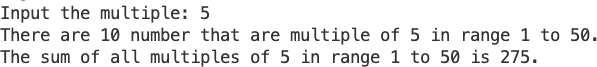 Input the multiple: 5
There are 10 number that are multiple of 5 in range 1 to 50.
The sum of all multiples of 5 in range 1 to 50 is 275.